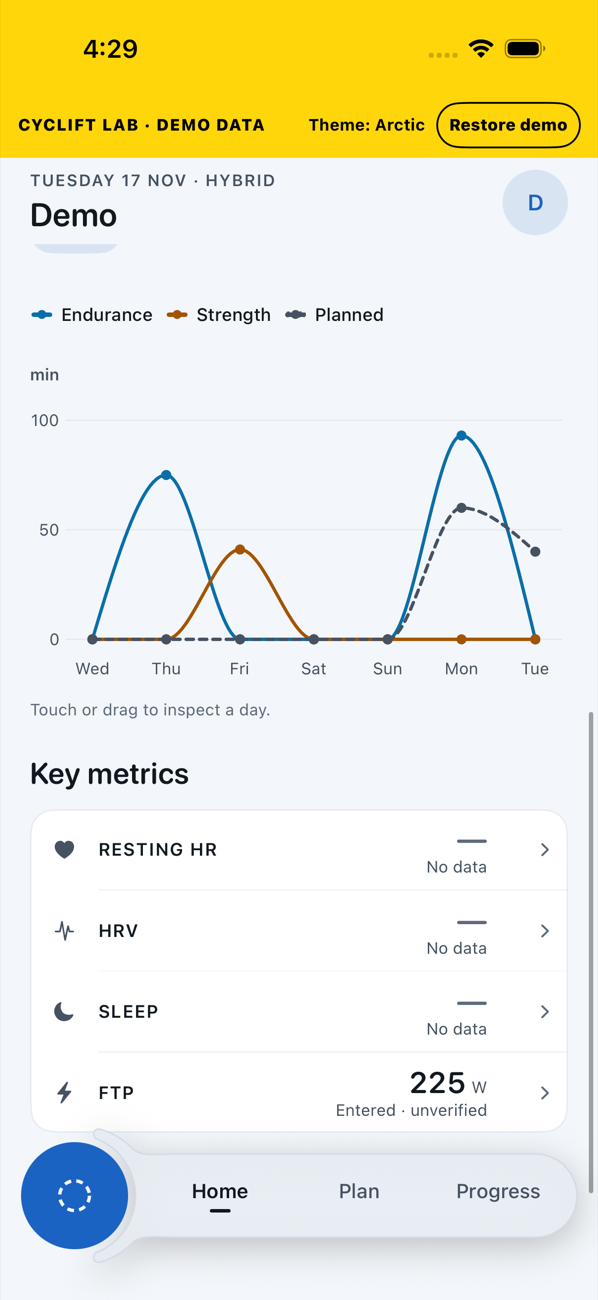 4:29
CYCLIFT LAB · DEMO DATA Theme: Arctic Restore demo
TUESDAY 17 NOV · HYBRID
Demo
D
Endurance Strength Planned
min
100
50
0
Wed Thu Fri Sat Sun Mon Tue
Touch or drag to inspect a day.
Key metrics
RESTING HR —
No data
HRV —
No data
SLEEP —
No data
FTP 225 W
Entered · unverified
Home Plan Progress